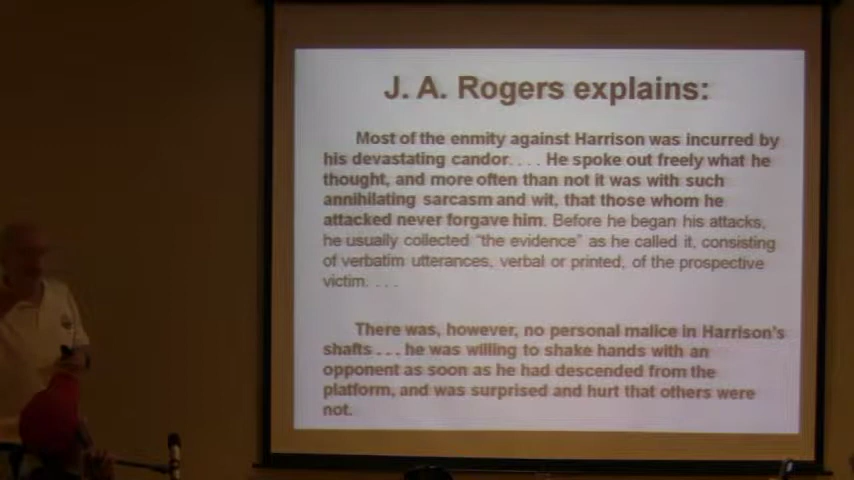 J. A. Rogers explains:
Most of the enmity against Harrison was incurred by
his devastating candor. . . . He spoke out freely what he
thought, and more often than not it was with such
annihilating sarcasm and wit, that those whom he
attacked never forgave him. Before he began his attacks,
he usually collected “the evidence” as he called it, consisting
of verbatim utterances, verbal or printed, of the prospective
victim. . . .
There was, however, no personal malice in Harrison's
shafts . . . he was willing to shake hands with an
opponent as soon as he had descended from the
platform, and was surprised and hurt that others were
not.